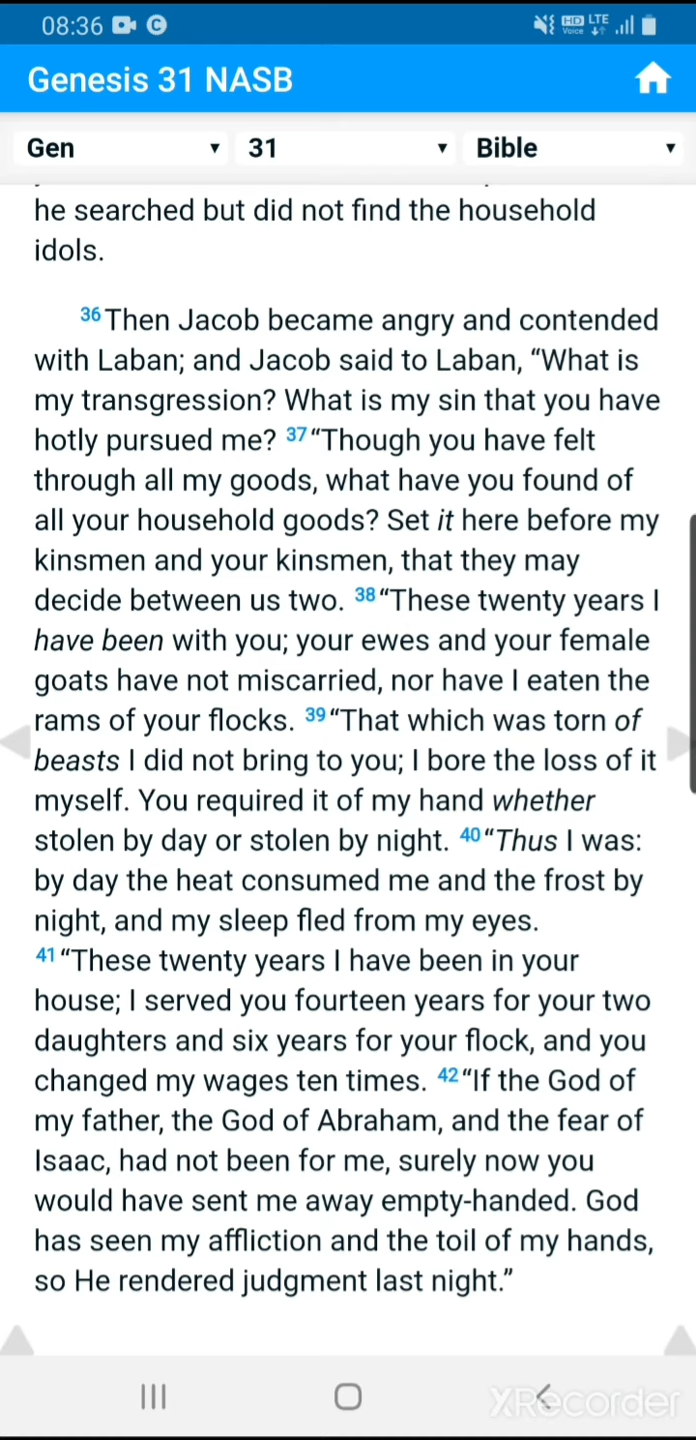 08:36 HD Voice LTE
Genesis 31 NASB
Gen 31 Bible
he searched but did not find the household
idols.
36 Then Jacob became angry and contended
with Laban; and Jacob said to Laban, “What is
my transgression? What is my sin that you have
hotly pursued me? 37 “Though you have felt
through all my goods, what have you found of
all your household goods? Set it here before my
kinsmen and your kinsmen, that they may
decide between us two. 38 “These twenty years I
have been with you; your ewes and your female
goats have not miscarried, nor have I eaten the
rams of your flocks. 39 “That which was torn of
beasts I did not bring to you; I bore the loss of it
myself. You required it of my hand whether
stolen by day or stolen by night. 40 “Thus I was:
by day the heat consumed me and the frost by
night, and my sleep fled from my eyes.
41 “These twenty years I have been in your
house; I served you fourteen years for your two
daughters and six years for your flock, and you
changed my wages ten times. 42 “If the God of
my father, the God of Abraham, and the fear of
Isaac, had not been for me, surely now you
would have sent me away empty-handed. God
has seen my affliction and the toil of my hands,
so He rendered judgment last night.”
XRecorder